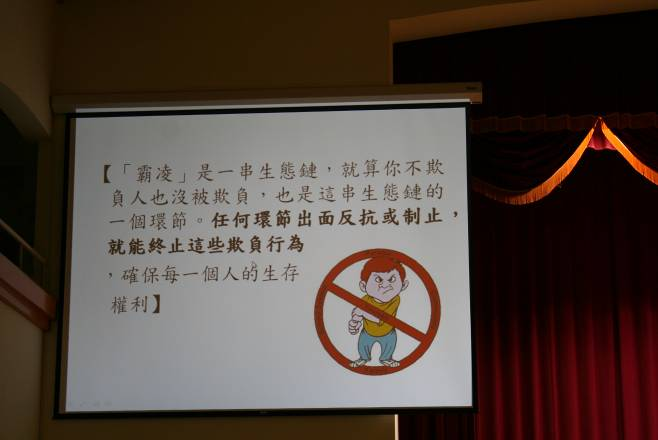 【「霸凌」是一串生態鏈，就算你不欺
負人也沒被欺負，也是這串生態鏈的
一個環節。任何環節出面反抗或制止，
就能終止這些欺負行為
，確保每一個人的生存
權利】